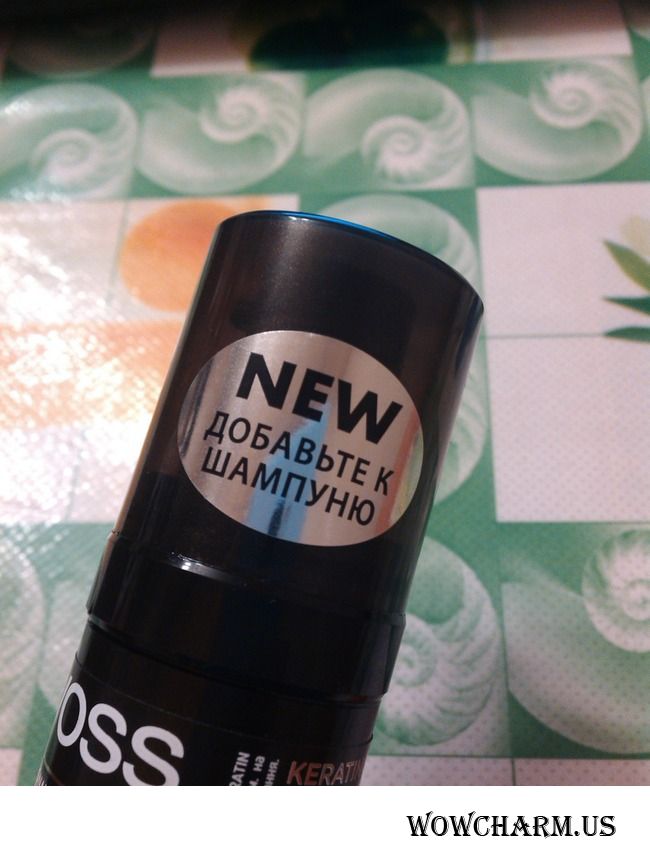 NEW
ДОБАВЬТЕ К
ШАМПУНЮ
OSS
KERATIN
WOWCHARM.US